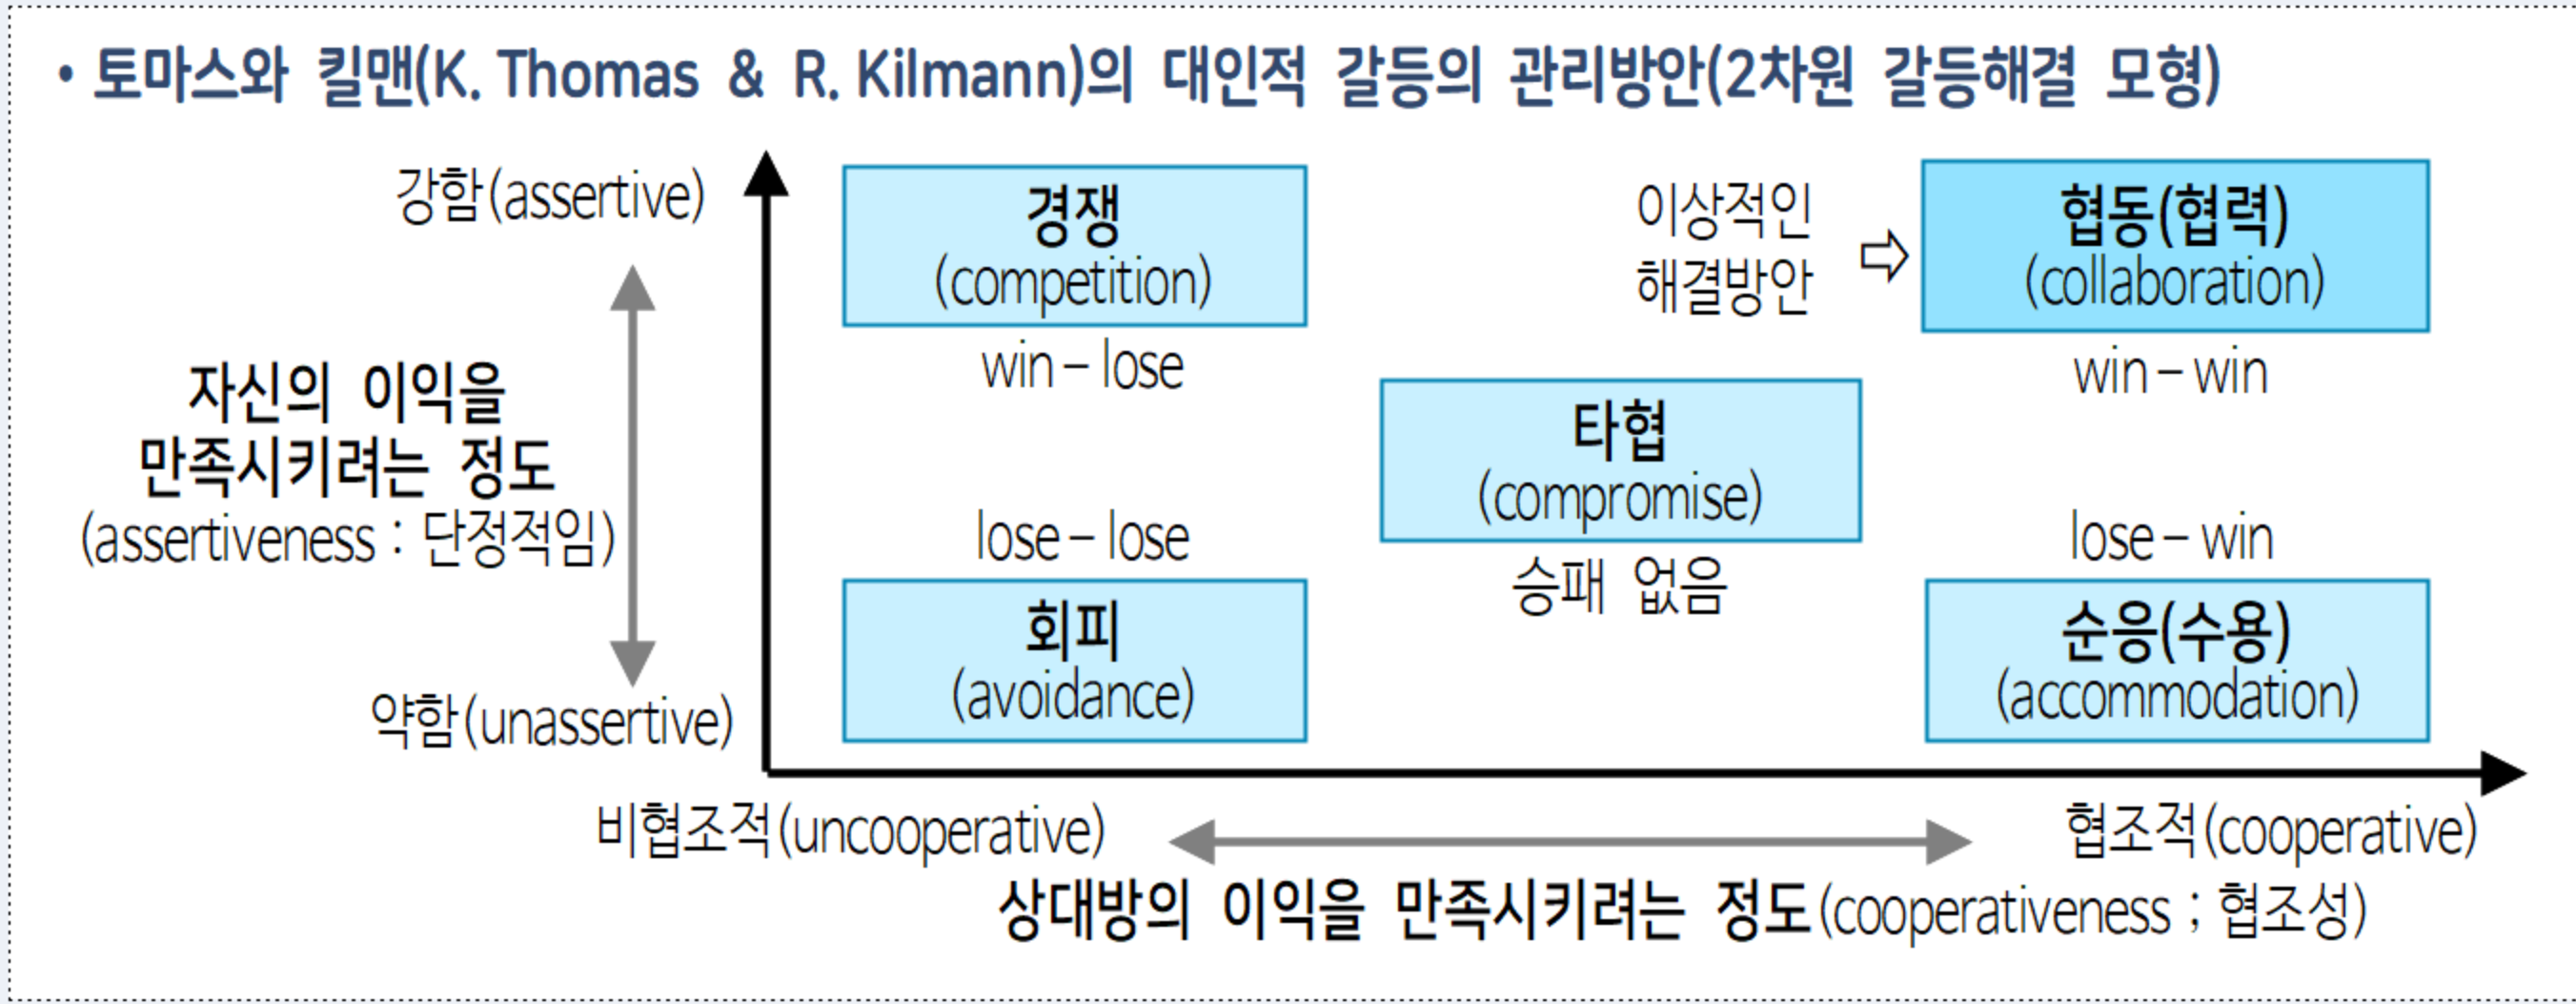 • 토마스와 킬맨(K. Thomas & R. Kilmann)의 대인적 갈등의 관리방안(2차원 갈등해결 모형)
강함(assertive)
자신의 이익을
만족시키려는 정도
(assertiveness : 단정적임)
약함(unassertive)
경쟁
(competition)
win – lose
이상적인
해결방안
⇨
협동(협력)
(collaboration)
win – win
타협
(compromise)
승패 없음
lose – lose
회피
(avoidance)
lose – win
순응(수용)
(accommodation)
비협조적(uncooperative)
협조적(cooperative)
상대방의 이익을 만족시키려는 정도(cooperativeness ; 협조성)